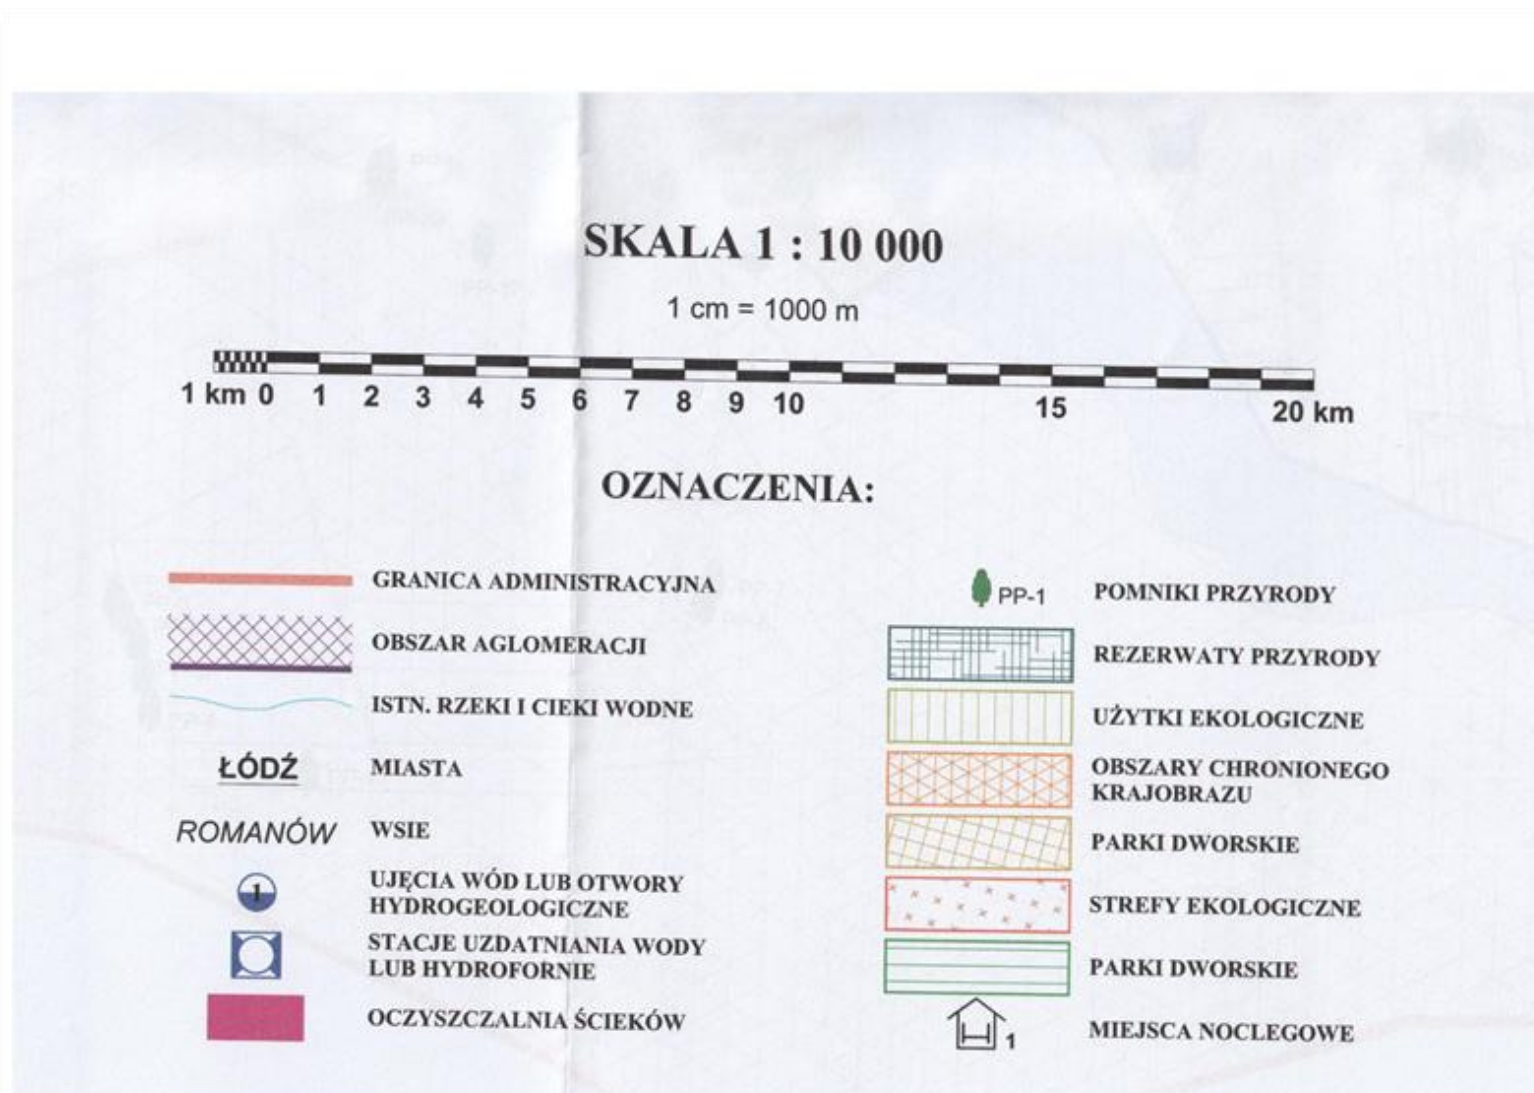 SKALA 1 : 10 000
1 cm = 1000 m
1 km 0 1 2 3 4 5 6 7 8 9 10 15 20 km
OZNACZENIA:
GRANICA ADMINISTRACYJNA
OBSZAR AGLOMERACJI
ISTN. RZEKI I CIEKI WODNE
ŁÓDŹ MIASTA
ROMANÓW WSIE
1 UJĘCIA WÓD LUB OTWORY
HYDROGEOLOGICZNE
STACJE UZDATNIANIA WODY
LUB HYDROFORNIE
OCZYSZCZALNIA ŚCIEKÓW
PP-1 POMNIKI PRZYRODY
REZERWATY PRZYRODY
UŻYTKI EKOLOGICZNE
OBSZARY CHRONIONEGO
KRAJOBRAZU
PARKI DWORSKIE
STREFY EKOLOGICZNE
PARKI DWORSKIE
1 MIEJSCA NOCLEGOWE